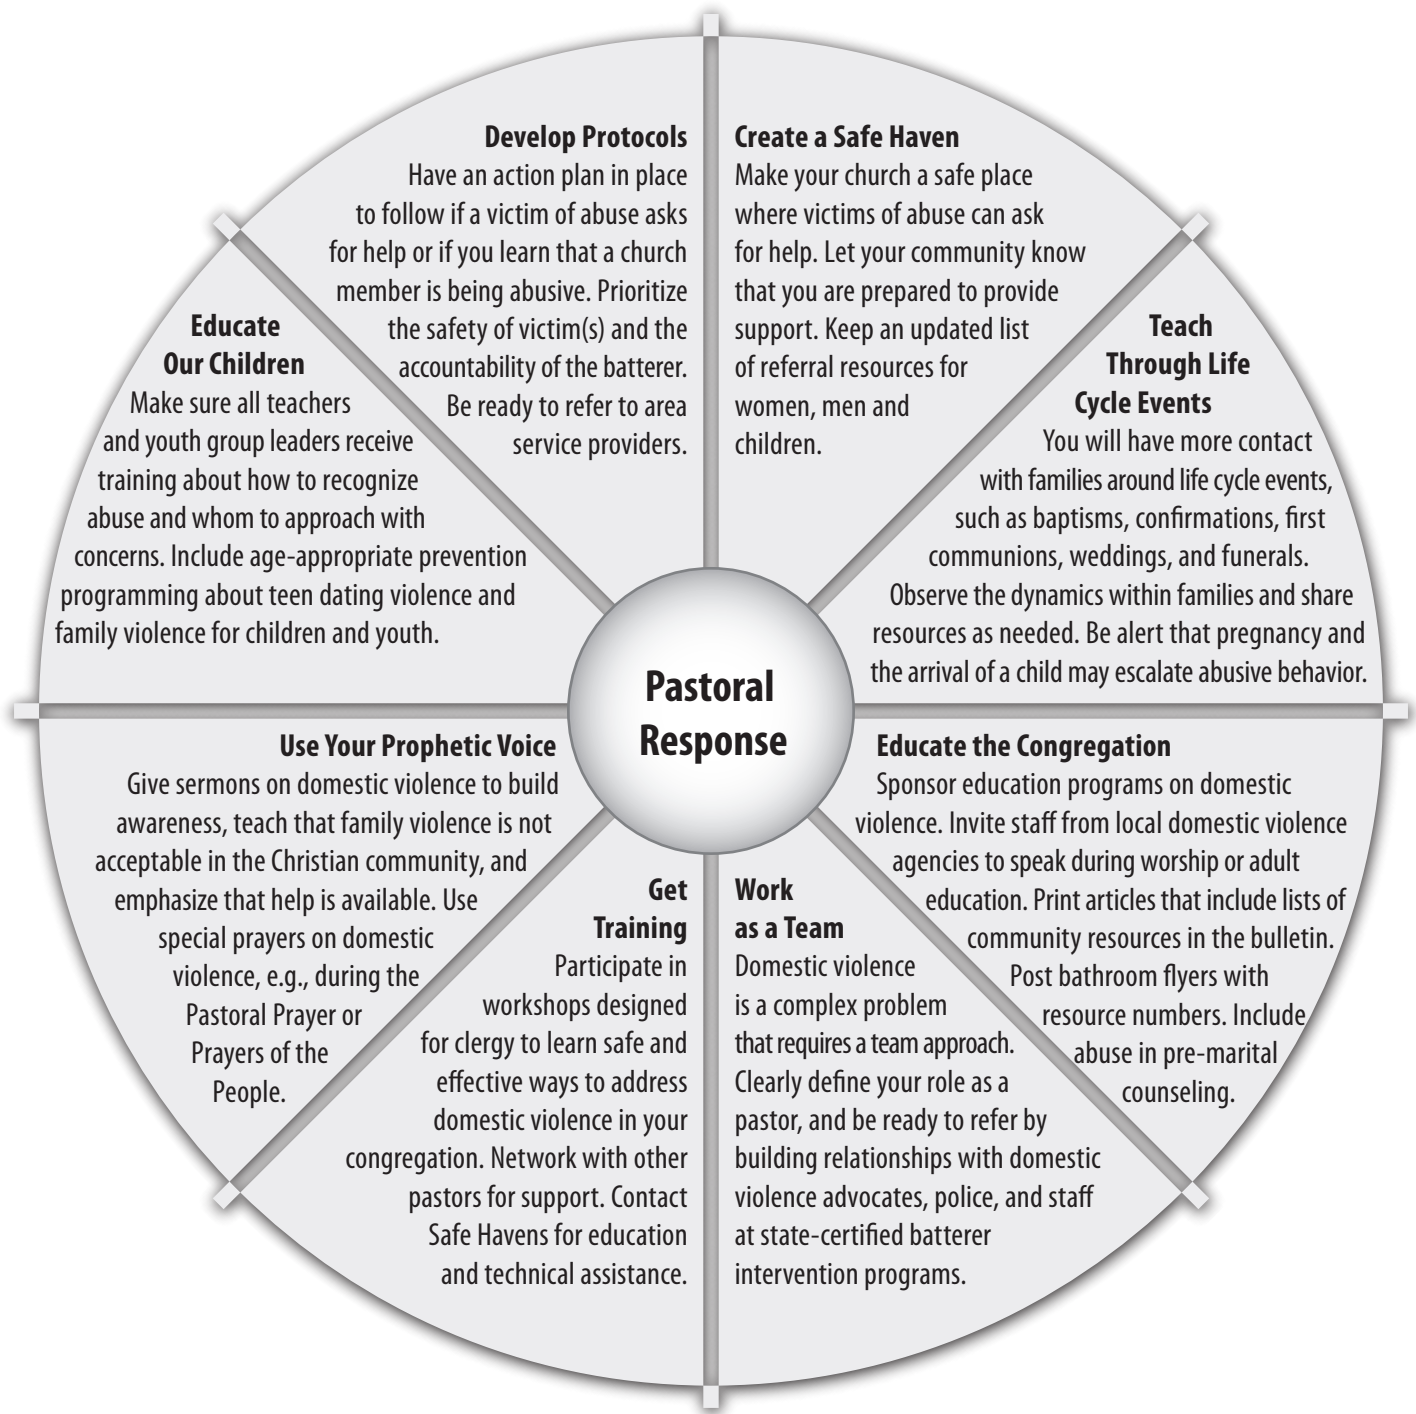 Develop Protocols
Have an action plan in place
to follow if a victim of abuse asks
for help or if you learn that a church
member is being abusive. Prioritize
the safety of victim(s) and the
accountability of the batterer.
Be ready to refer to area
service providers.
Create a Safe Haven
Make your church a safe place
where victims of abuse can ask
for help. Let your community know
that you are prepared to provide
support. Keep an updated list
of referral resources for
women, men and
children.
Teach
Through Life
Cycle Events
You will have more contact
with families around life cycle events,
such as baptisms, confirmations, first
communions, weddings, and funerals.
Observe the dynamics within families and share
resources as needed. Be alert that pregnancy and
the arrival of a child may escalate abusive behavior.
Educate the Congregation
Sponsor education programs on domestic
violence. Invite staff from local domestic violence
agencies to speak during worship or adult
education. Print articles that include lists of
community resources in the bulletin.
Post bathroom flyers with
resource numbers. Include
abuse in pre-marital
counseling.
Work
as a Team
Domestic violence
is a complex problem
that requires a team approach.
Clearly define your role as a
pastor, and be ready to refer by
building relationships with domestic
violence advocates, police, and staff
at state-certified batterer
intervention programs.
Get
Training
Participate in
workshops designed
for clergy to learn safe and
effective ways to address
domestic violence in your
congregation. Network with other
pastors for support. Contact
Safe Havens for education
and technical assistance.
Use Your Prophetic Voice
Give sermons on domestic violence to build
awareness, teach that family violence is not
acceptable in the Christian community, and
emphasize that help is available. Use
special prayers on domestic
violence, e.g., during the
Pastoral Prayer or
Prayers of the
People.
Educate
Our Children
Make sure all teachers
and youth group leaders receive
training about how to recognize
abuse and whom to approach with
concerns. Include age-appropriate prevention
programming about teen dating violence and
family violence for children and youth.
Pastoral
Response